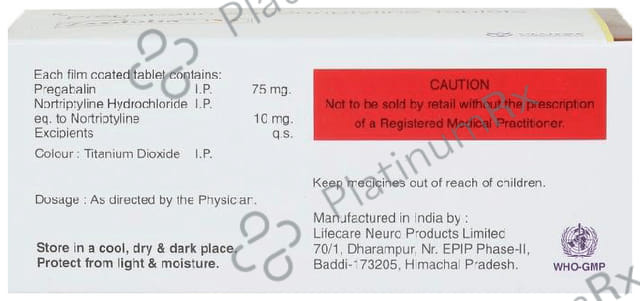 Each film coated tablet contains:
Pregabalin I.P. 75 mg.
Nortriptyline Hydrochloride I.P.
eq. to Nortriptyline 10 mg.
Excipients q.s.
Colour : Titanium Dioxide I.P.
Dosage : As directed by the Physician.
Store in a cool, dry & dark place.
Protect from light & moisture.
CAUTION
Not to be sold by retail without the prescription
of a Registered Medical Practitioner.
Keep medicines out of reach of children.
Manufactured in India by :
Lifecare Neuro Products Limited
70/1, Dharampur, Nr. EPIP Phase-II,
Baddi-173205, Himachal Pradesh.
WHO-GMP
PlatinumRx